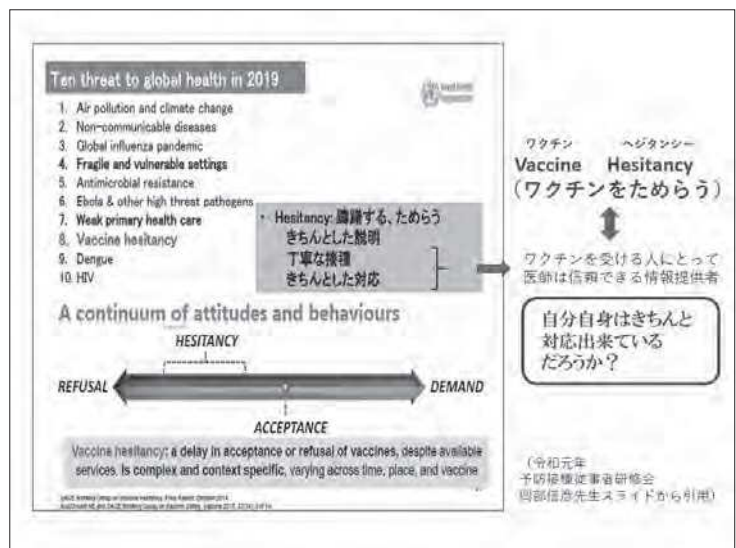 Ten threat to global health in 2019
1. Air pollution and climate change
2. Non-communicable diseases
3. Global influenza pandemic
4. Fragile and vulnerable settings
5. Antimicrobial resistance
6. Ebola & other high threat pathogens
7. Weak primary health care
8. Vaccine hesitancy
9. Dengue
10. HIV
・ Hesitancy: 躊躇する、ためらう
きちんとした説明
丁寧な接種
きちんとした対応
A continuum of attitudes and behaviours
HESITANCY
REFUSAL
DEMAND
ACCEPTANCE
Vaccine hesitancy: a delay in acceptance or refusal of vaccines, despite available
services. Is complex and context specific, varying across time, place, and vaccine
ワクチン ヘジタンシー
Vaccine Hesitancy
(ワクチンをためらう)
ワクチンを受ける人にとって
医師は信頼できる情報提供者
自分自身はきちんと
対応出来ている
だろうか?
(令和元年
予防接種従事者研修会
岡部信彦先生スライドから引用)